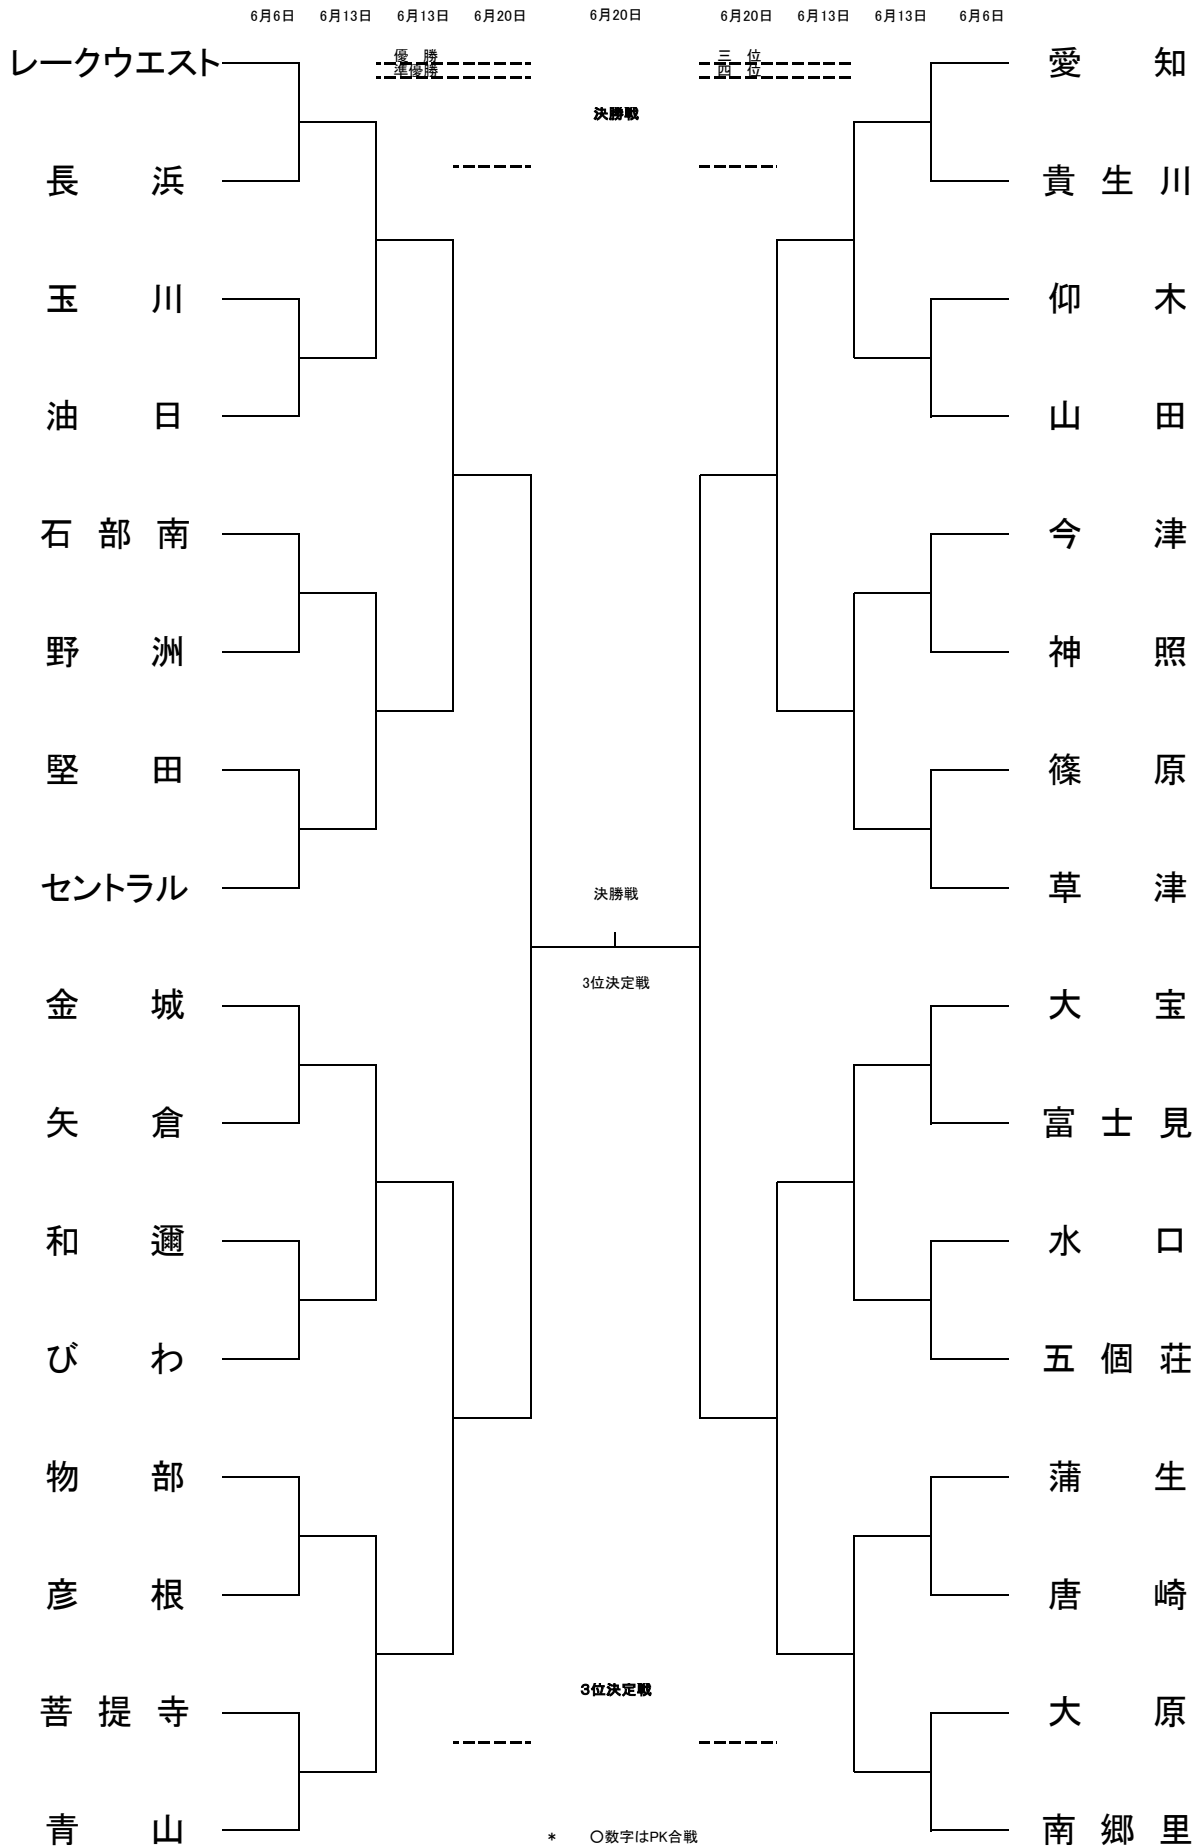 6月6日 6月13日 6月13日 6月20日 6月20日 6月20日 6月13日 6月13日 6月6日
レークウエスト 優 勝 三 位 愛 知
準優勝 四 位
決勝戦
長 浜 貴 生 川
玉 川 仰 木
油 日 山 田
石 部 南 今 津
野 洲 神 照
堅 田 篠 原
セントラル 決勝戦 草 津
3位決定戦
金 城 大 宝
矢 倉 富 士 見
和 邇 水 口
び わ 五 個 荘
物 部 蒲 生
彦 根 唐 崎
3位決定戦
菩 提 寺 大 原
青 山 * 〇数字はPK合戦 南 郷 里